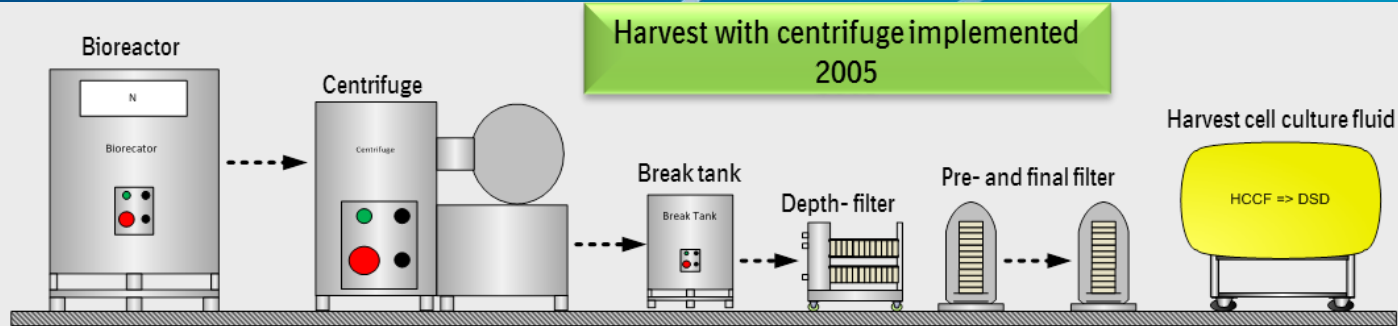 Harvest with centrifuge implemented
2005
Bioreactor
N
Biorecator
Centrifuge
Centrifuge
Break tank
Break Tank
Depth- filter
Pre- and final filter
Harvest cell culture fluid
HCCF => DSD